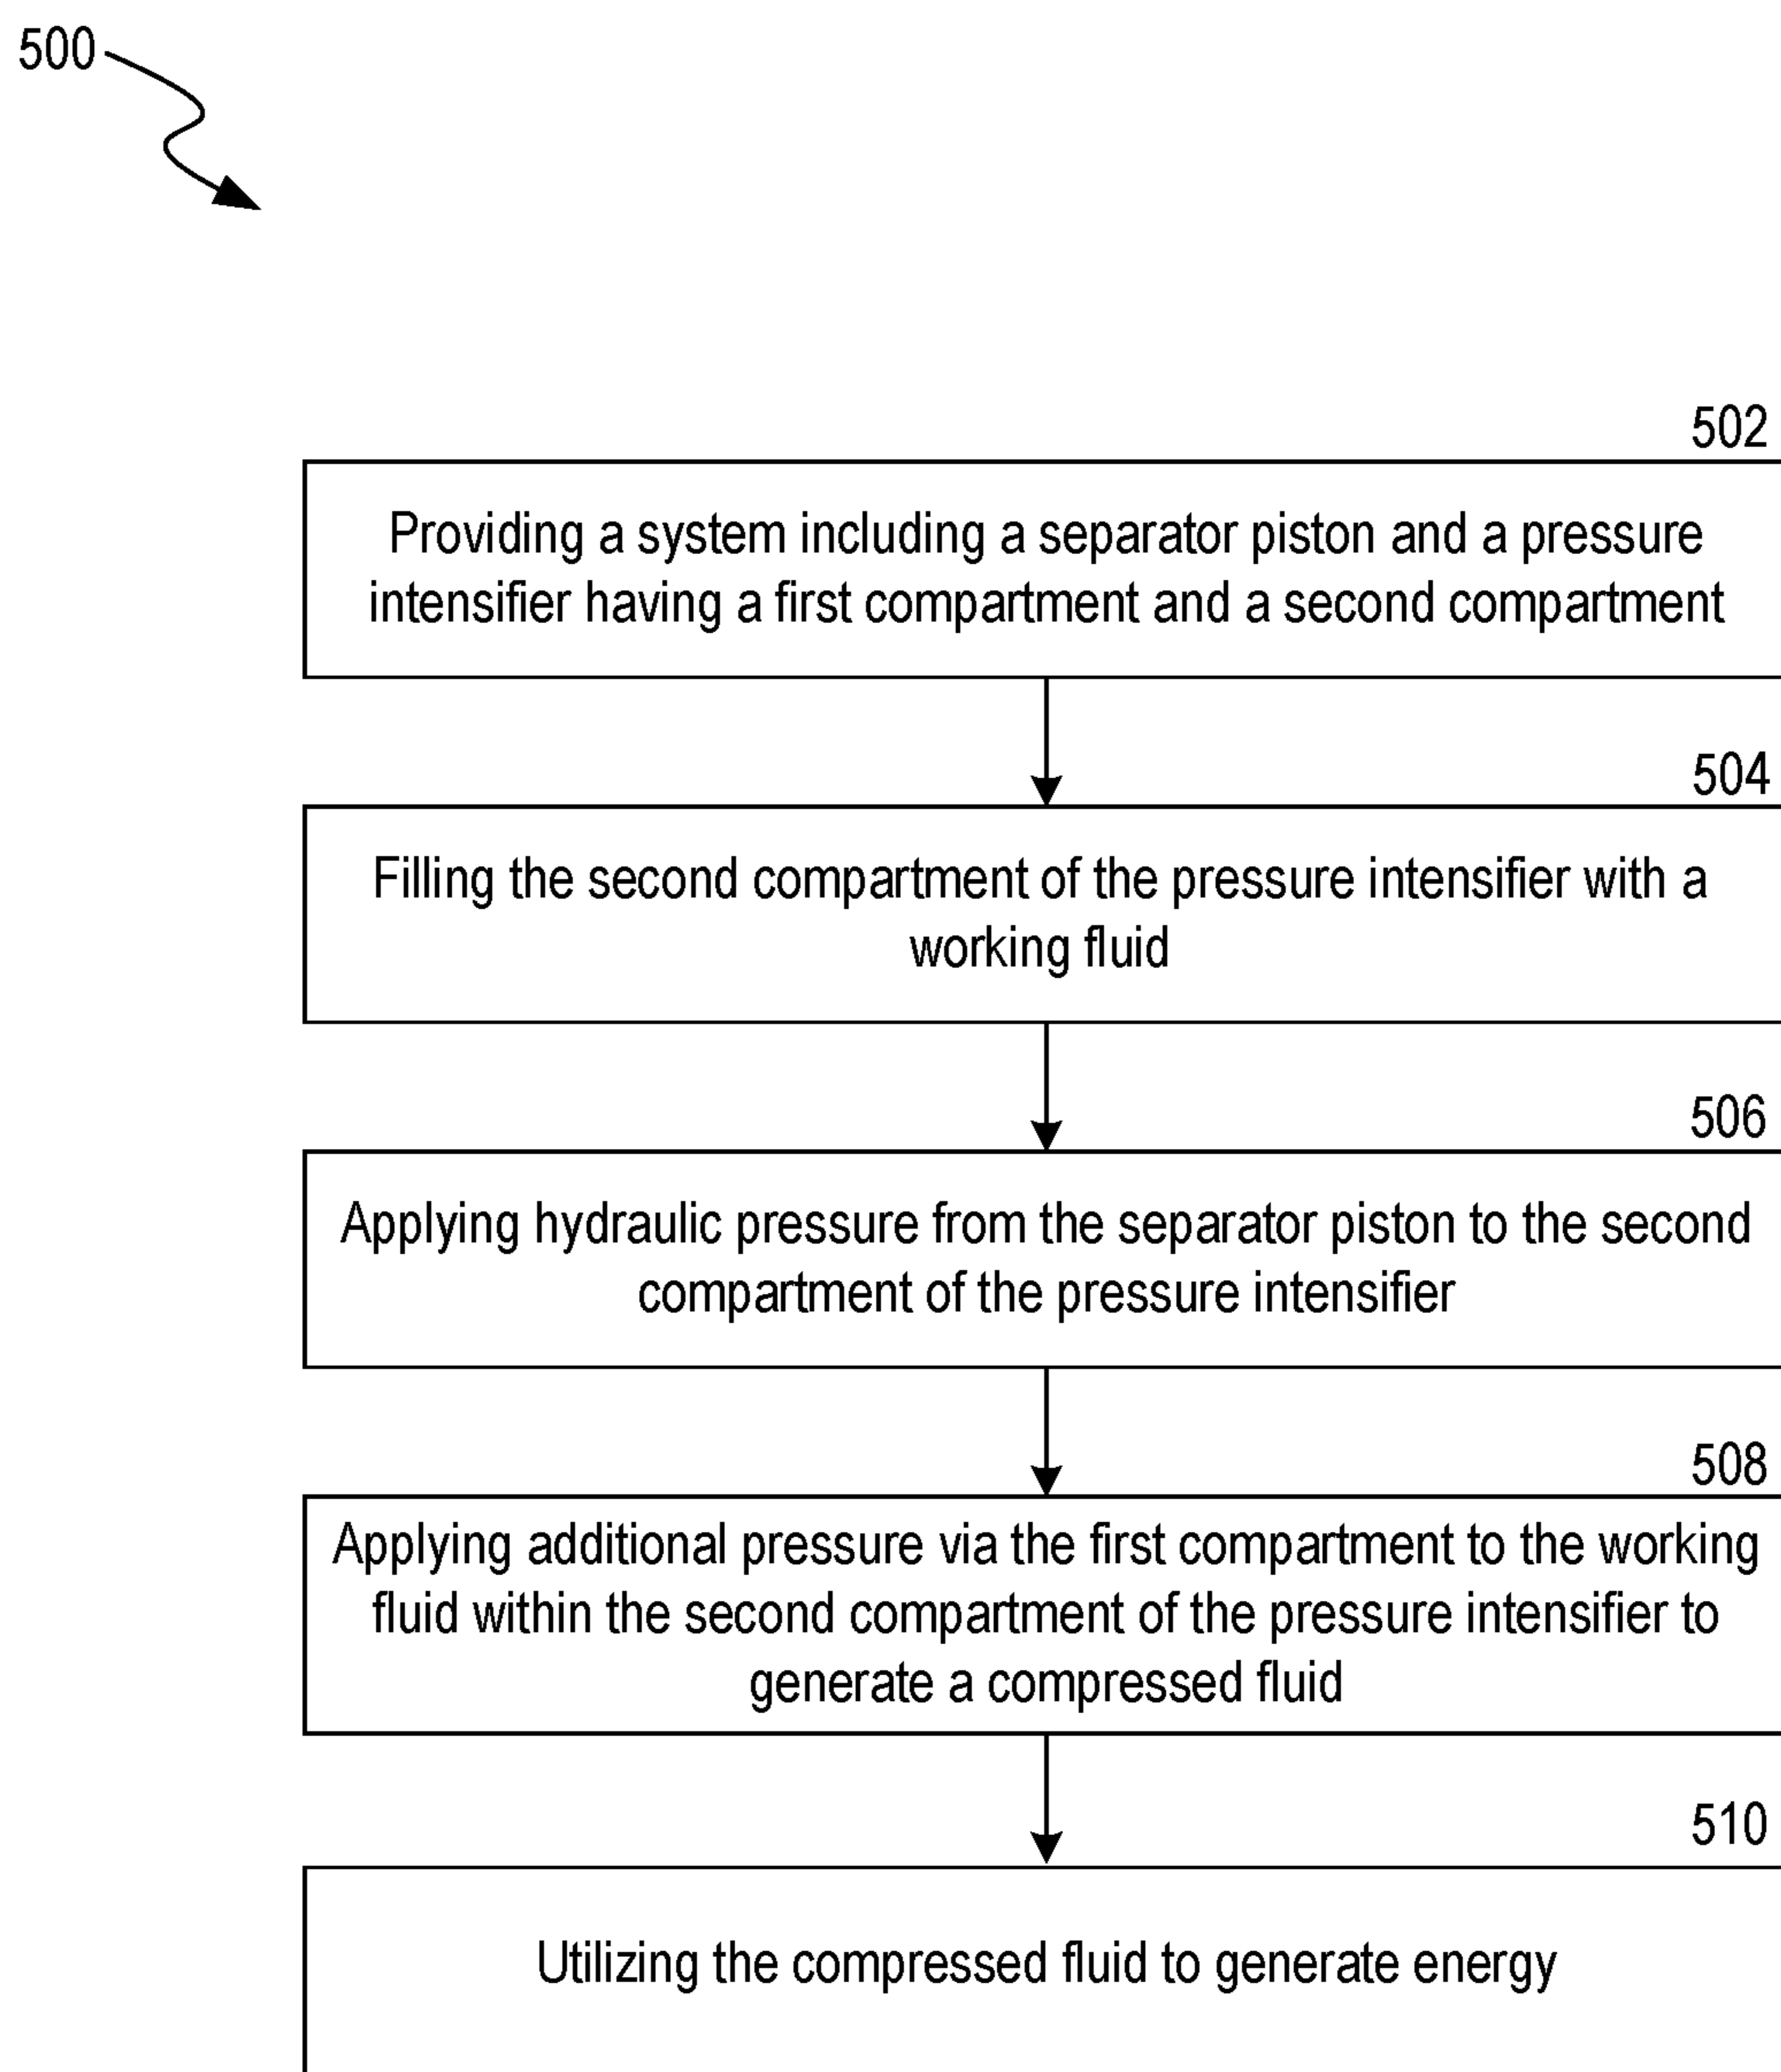 500
502
Providing a system including a separator piston and a pressure
intensifier having a first compartment and a second compartment
504
Filling the second compartment of the pressure intensifier with a
working fluid
506
Applying hydraulic pressure from the separator piston to the second
compartment of the pressure intensifier
508
Applying additional pressure via the first compartment to the working
fluid within the second compartment of the pressure intensifier to
generate a compressed fluid
510
Utilizing the compressed fluid to generate energy